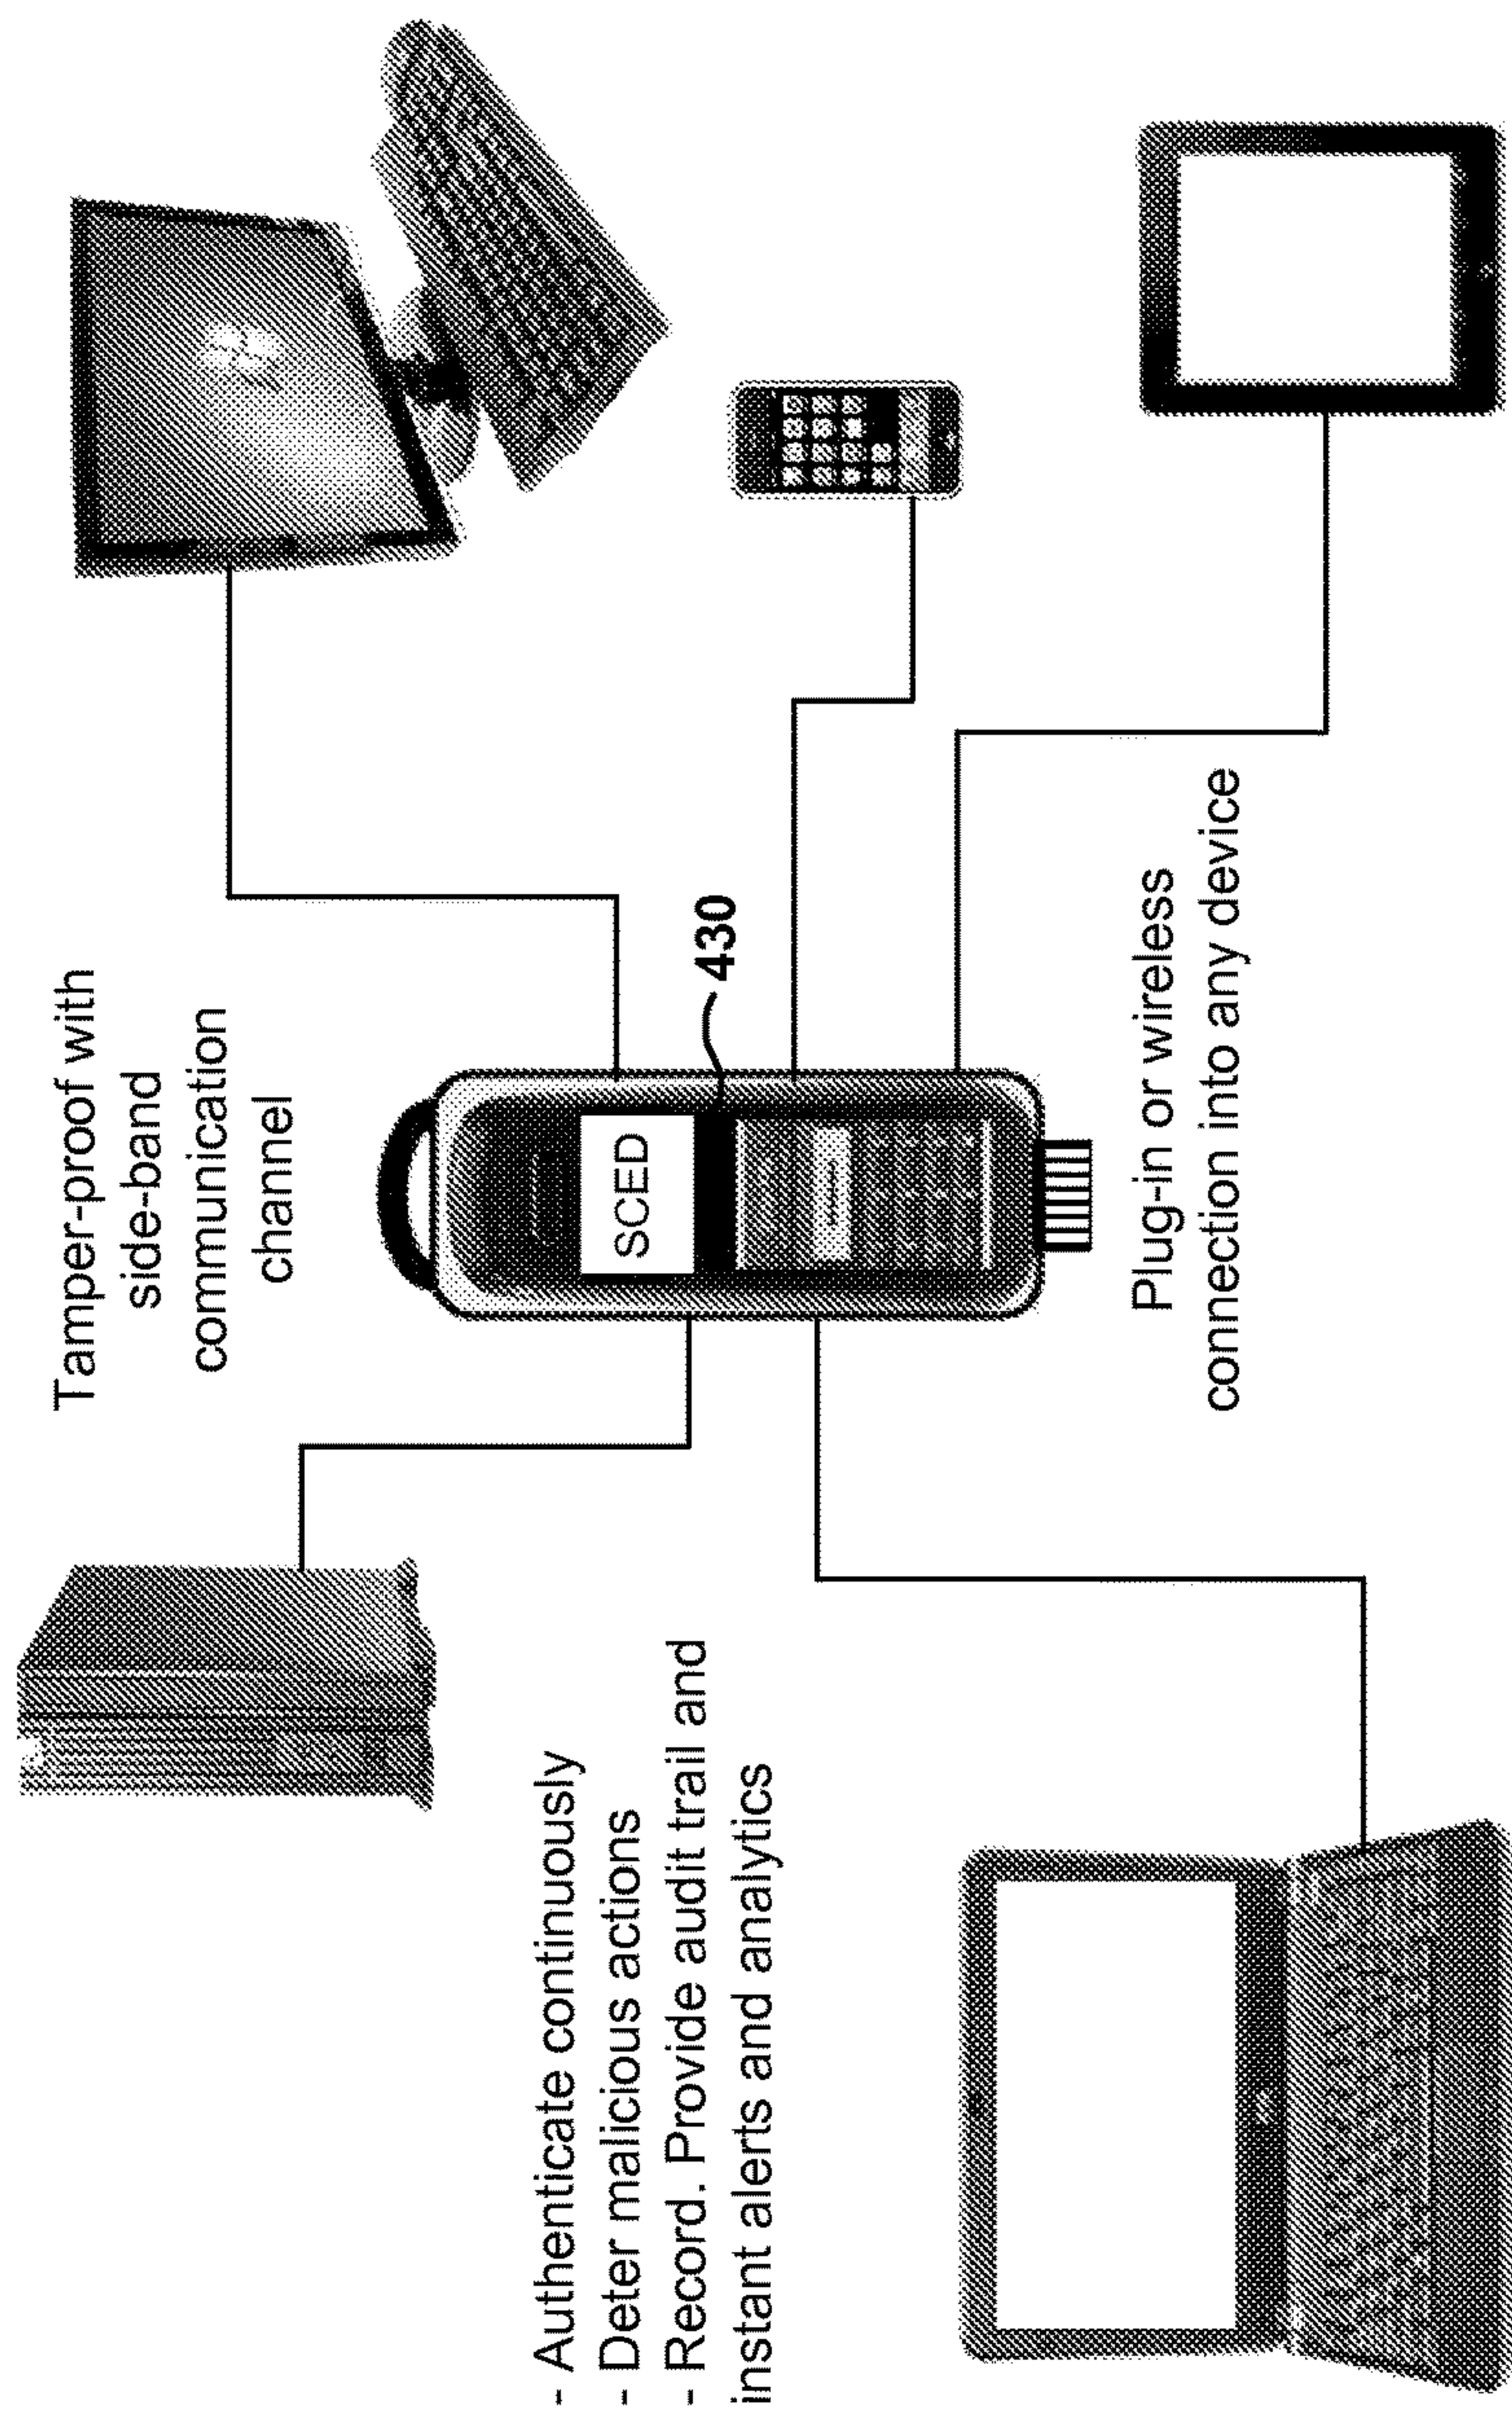 Tamper-proof with
side-band
communication
channel
- Authenticate continuously
- Deter malicious actions
- Record. Provide audit trail and
instant alerts and analytics
SCED
430
Plug-in or wireless
connection into any device